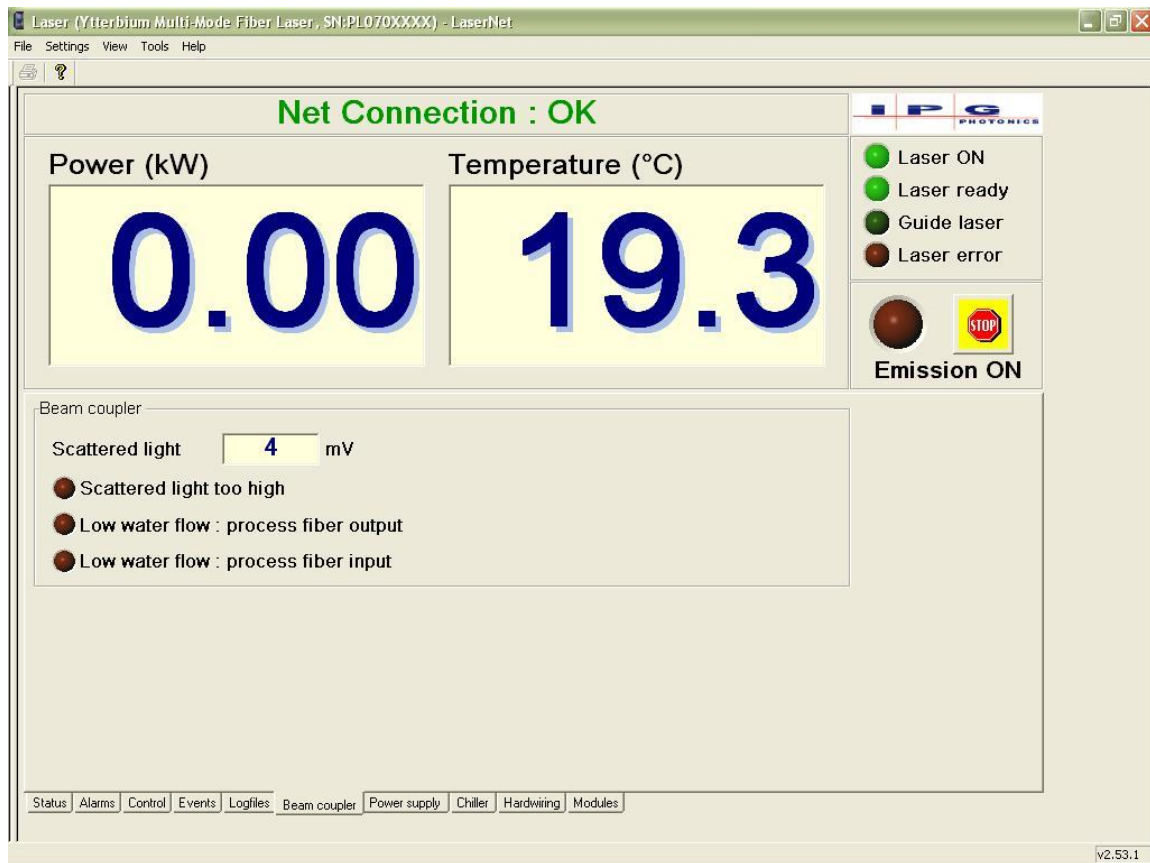 Laser (Ytterbium Multi-Mode Fiber Laser, SN:PL070XXXX) - LaserNet
File Settings View Tools Help
Net Connection : OK
IPG
PHOTONICS
Power (kW)
Temperature (°C)
0.00
19.3
Laser ON
Laser ready
Guide laser
Laser error
STOP
Emission ON
Beam coupler
Scattered light 4 mV
Scattered light too high
Low water flow : process fiber output
Low water flow : process fiber input
Status Alarms Control Events Logfiles Beam coupler Power supply Chiller Hardwiring Modules
v2.53.1